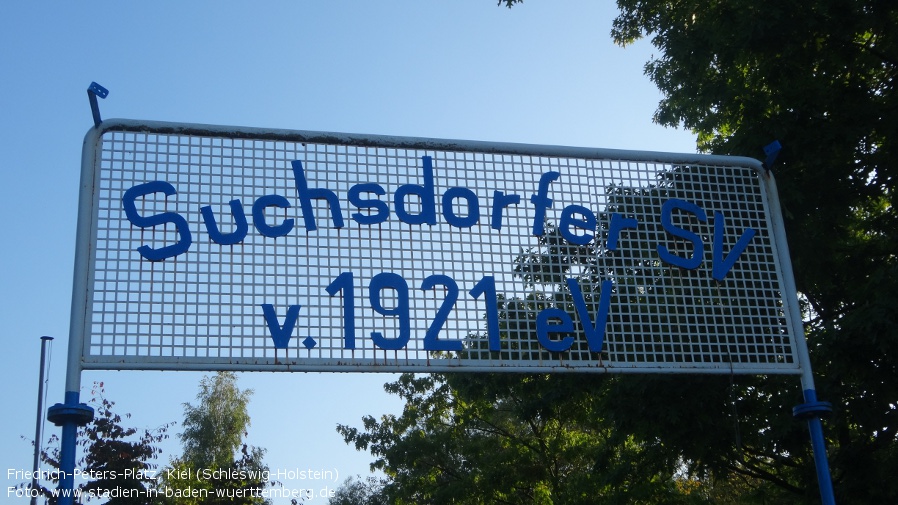 Suchsdorfer SV
v. 1921 eV
Friedrich-Peters-Platz, Kiel (Schleswig-Holstein)
Foto: www.stadien-in-baden-wuerttemberg.de